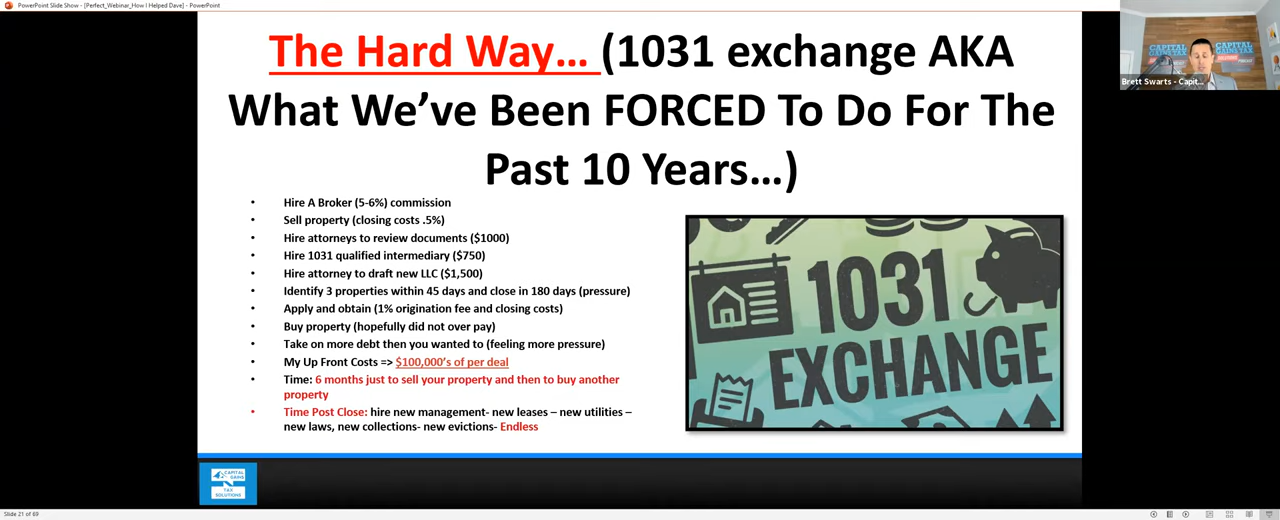 PowerPoint Slide Show - [Perfect_Webinar_How I Helped Dave] - PowerPoint
The Hard Way… (1031 exchange AKA
What We've Been FORCED To Do For The
Past 10 Years…)
Brett Swarts - Capit...
• Hire A Broker (5-6%) commission
• Sell property (closing costs .5%)
• Hire attorneys to review documents ($1000)
• Hire 1031 qualified intermediary ($750)
• Hire attorney to draft new LLC ($1,500)
• Identify 3 properties within 45 days and close in 180 days (pressure)
• Apply and obtain (1% origination fee and closing costs)
• Buy property (hopefully did not over pay)
• Take on more debt then you wanted to (feeling more pressure)
• My Up Front Costs => $100,000's of per deal
• Time: 6 months just to sell your property and then to buy another
property
• Time Post Close: hire new management- new leases – new utilities –
new laws, new collections- new evictions- Endless
1031
EXCHANGE
CAPITAL
GAINS
TAX
SOLUTIONS
Slide 21 of 69